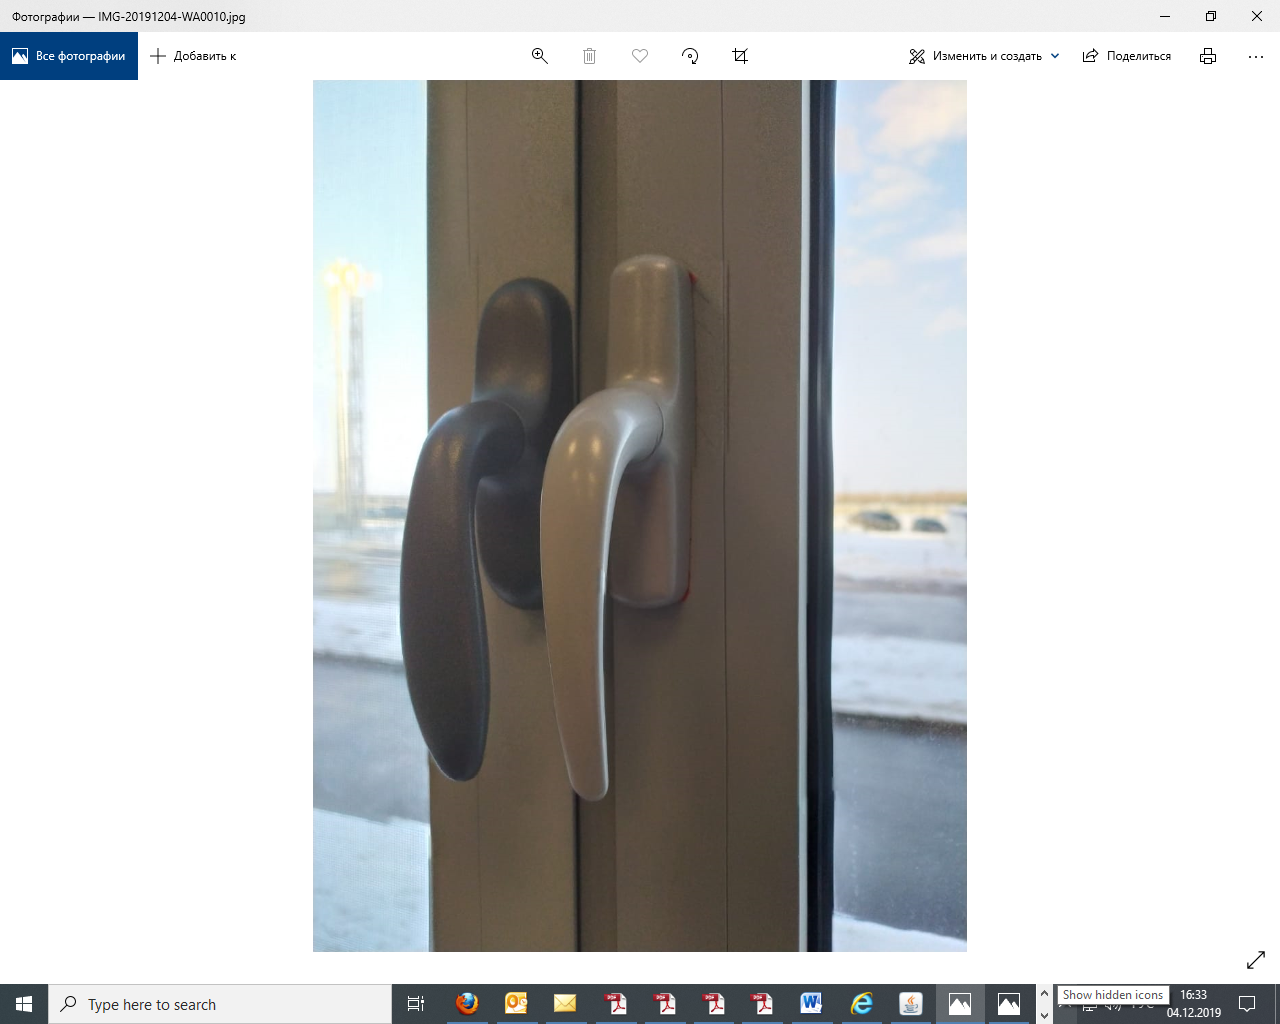 Фотографии — IMG-20191204-WA0010.jpg
Все фотографии
Добавить к
Изменить и создать
Поделиться
Type here to search
Show hidden icons
16:33
04.12.2019